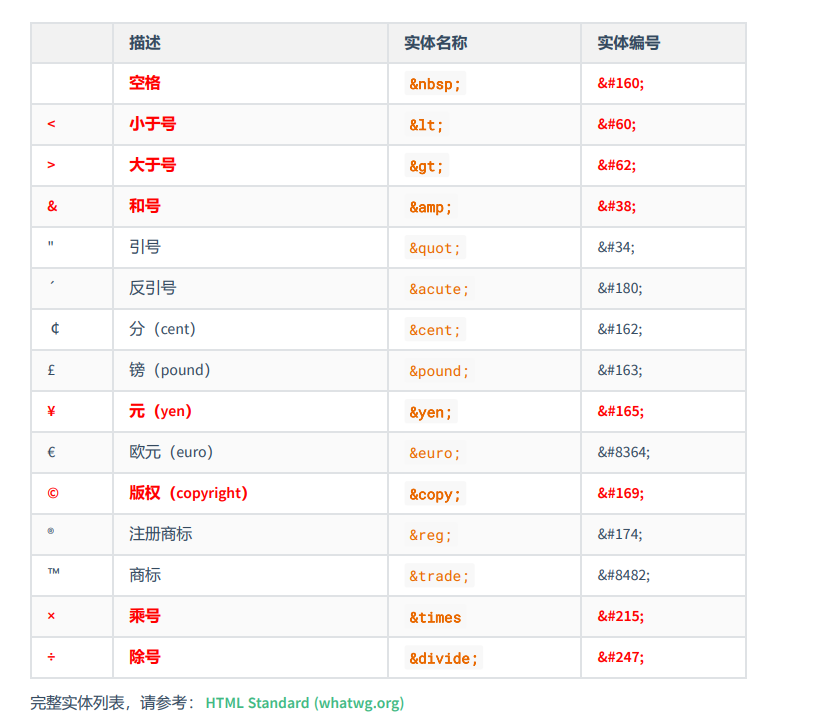 描述 实体名称 实体编号
空格 &nbsp; &#160;
< 小于号 &lt; &#60;
> 大于号 &gt; &#62;
& 和号 &amp; &#38;
" 引号 &quot; &#34;
´ 反引号 &acute; &#180;
¢ 分（cent） &cent; &#162;
£ 镑（pound） &pound; &#163;
¥ 元（yen） &yen; &#165;
€ 欧元（euro） &euro; &#8364;
© 版权（copyright） &copy; &#169;
® 注册商标 &reg; &#174;
™ 商标 &trade; &#8482;
× 乘号 &times &#215;
÷ 除号 &divide; &#247;
完整实体列表，请参考： HTML Standard (whatwg.org)